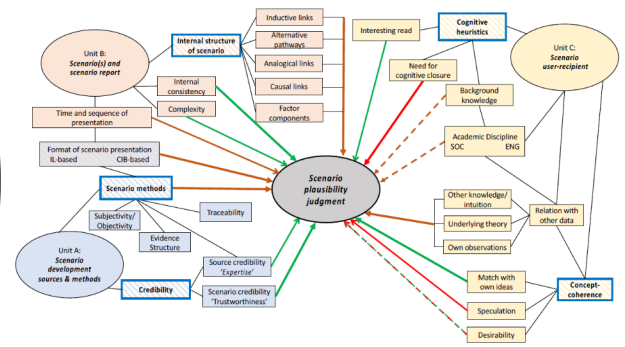 Unit B:
Scenario(s) and
scenario report
Internal structure
of scenario
Inductive links
Alternative
pathways
Analogical links
Causal links
Factor
components
Internal
consistency
Complexity
Time and sequence of
presentation
Format of scenario presentation
IL-based CIB-based
Scenario methods
Subjectivity/
Objectivity
Evidence
Structure
Traceability
Unit A:
Scenario
development
sources & methods
Credibility
Source credibility
'Expertise'
Scenario credibility
'Trustworthiness'
Scenario
plausibility
judgment
Interesting read
Cognitive
heuristics
Need for
cognitive closure
Unit C:
Scenario
user-recipient
Background
knowledge
Academic Discipline
SOC ENG
Other knowledge/
intuition
Underlying theory
Own observations
Relation with
other data
Match with
own ideas
Speculation
Desirability
Concept-
coherence